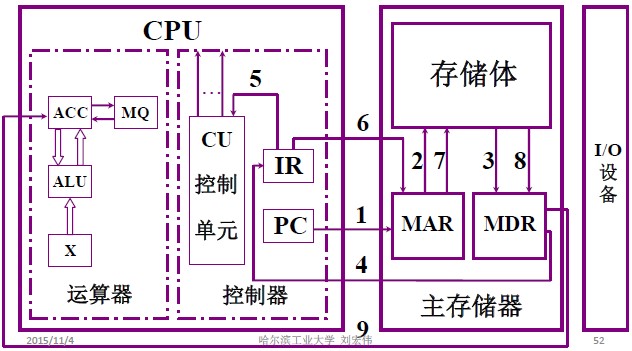 CPU
ACC
MQ
ALU
X
运算器
...
5
CU
控制
单元
IR
PC
控制器
6
1
4
9
存储体
2
7
3
8
MAR
MDR
主存储器
I/O
设
备
2015/11/4
哈尔滨工业大学 刘宏伟
52